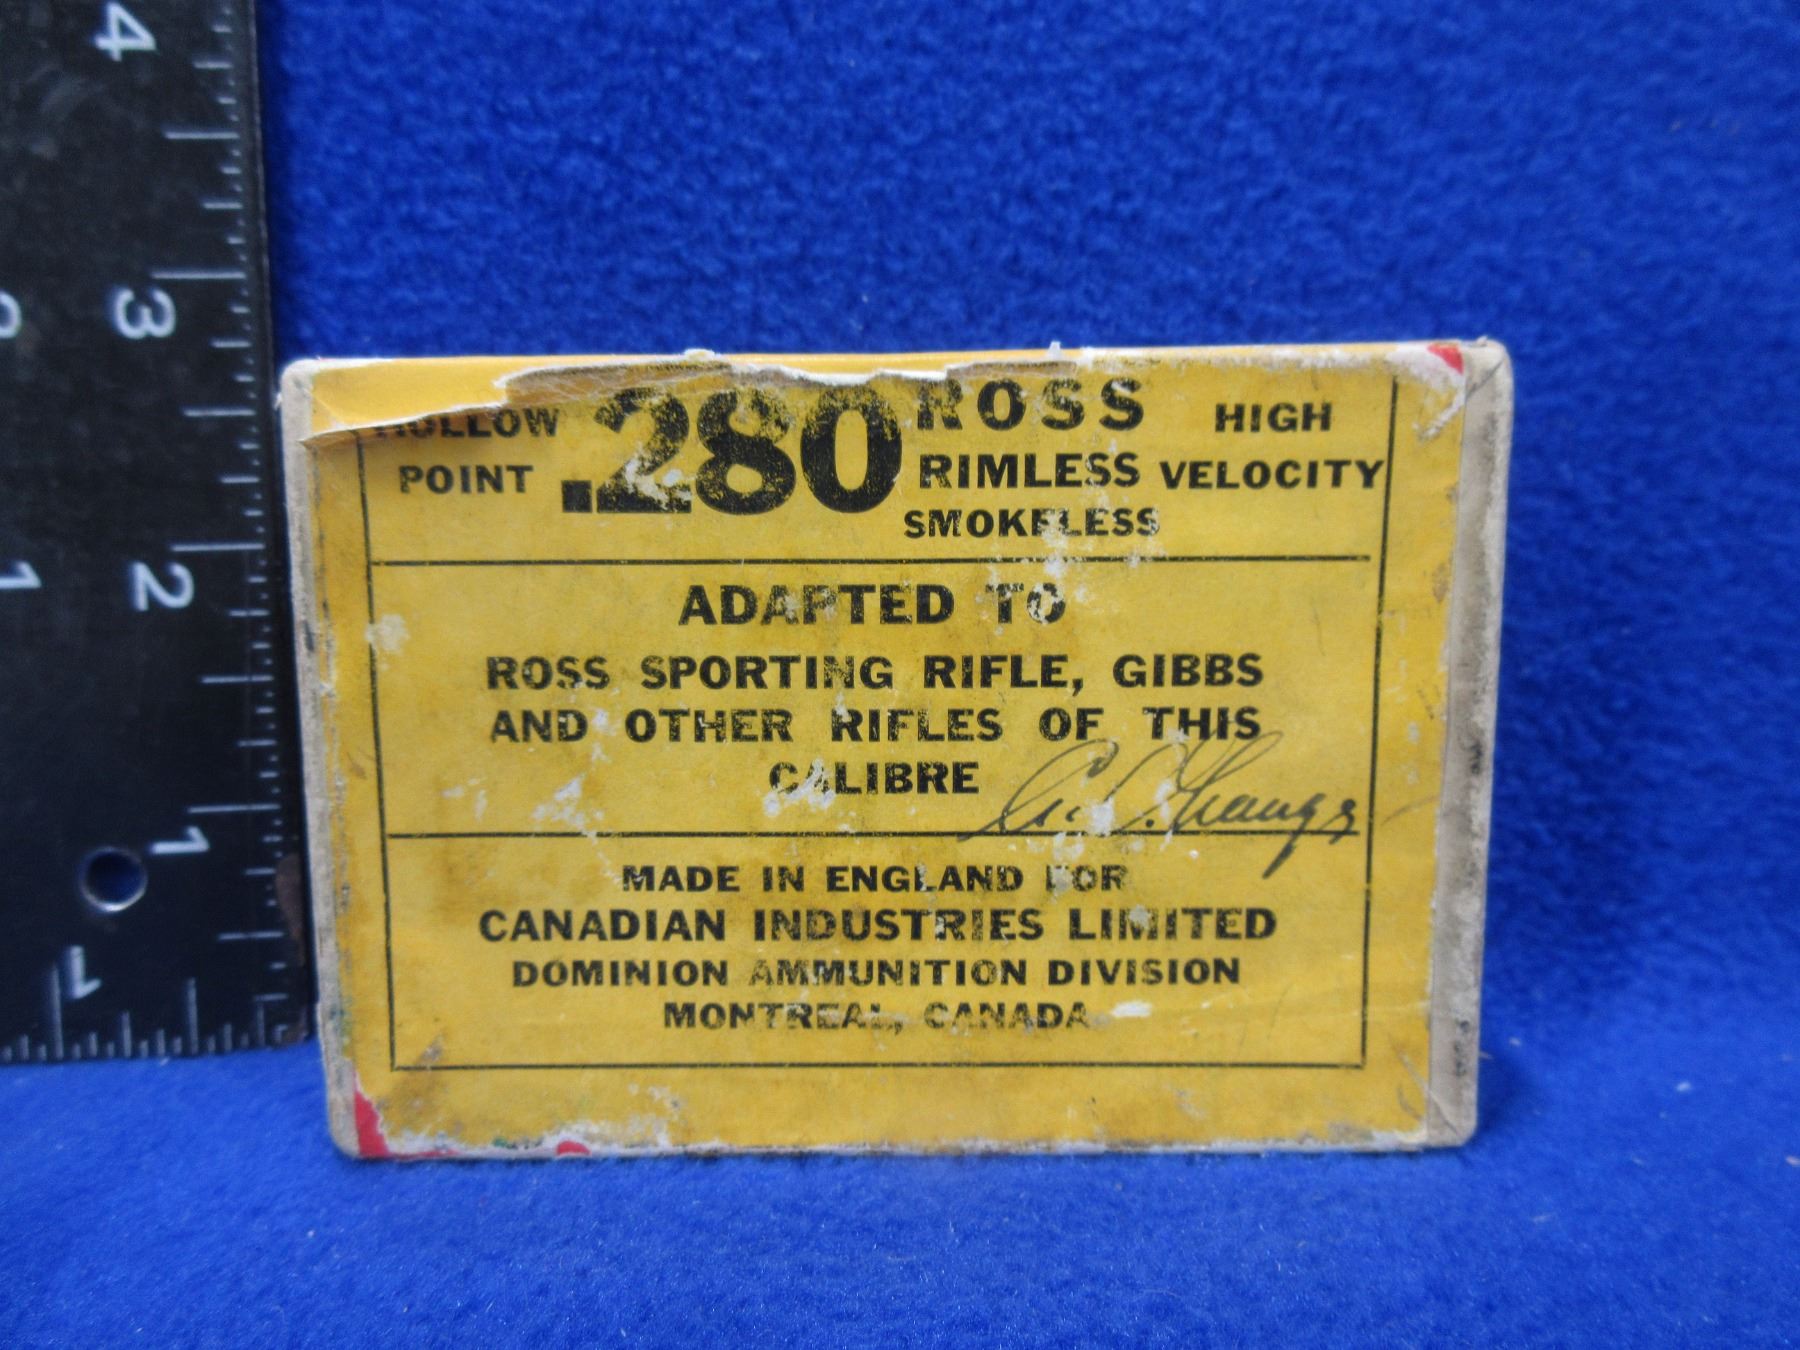 HOLLOW .280 ROSS HIGH
POINT RIMLESS VELOCITY
SMOKELESS
ADAPTED TO
ROSS SPORTING RIFLE, GIBBS
AND OTHER RIFLES OF THIS
CALIBRE
MADE IN ENGLAND FOR
CANADIAN INDUSTRIES LIMITED
DOMINION AMMUNITION DIVISION
MONTREAL, CANADA
4
3
2
1
1